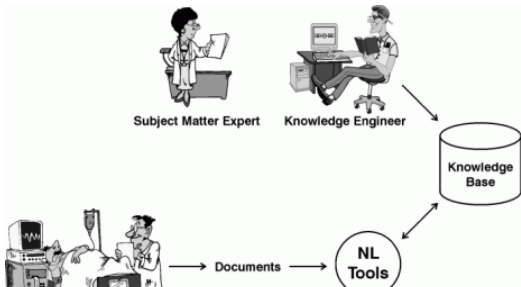 Subject Matter Expert
Knowledge Engineer
Knowledge
Base
Documents
NL
Tools